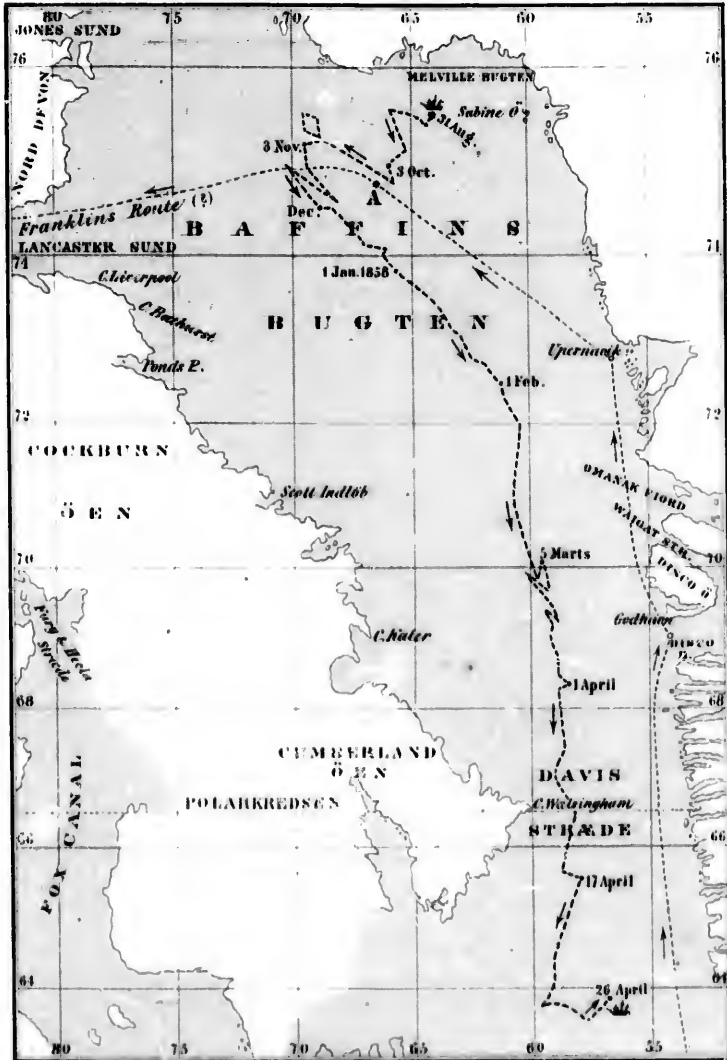 80 75 70 65 60 55
JONES SUND
76 76
MELVILLE BUGTEN
NORD DEVON
Sabine Ö
31 Aug.
3 Nov.
3 Oct.
A
Franklins Route (?)
Dec
BAFFINS
LANCASTER SUND
74 74
C. Liverpool
1 Jan. 1858
C. Bathurst.
BUGTEN
Upernavik
Ponds P.
1 Feb.
72
COCKBURN
ÖEN
OMANAK FIORD
Scott Indlöb
WAIGAT STR.
70 70
5 Marts
DISCO Ö
Fury & Hecla
Stræde
Godhavn
C. Kater
DISCO
B.
1 April
68 68
CUMBERLAND
ÖEN
DAVIS
POLARKREDSEN
C. Walsingham
STRÆDE
66 66
FOX CANAL
17 April
64 64
26 April
80 75 70 65 60 55